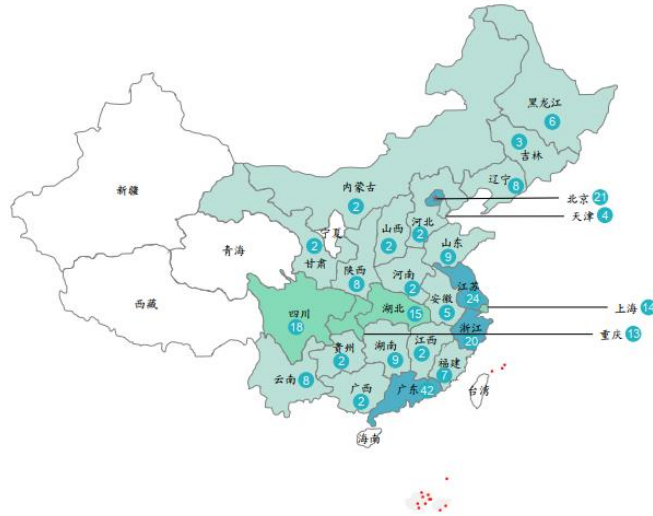 黑龙江
6
3
吉林
辽宁
8
内蒙古
2
北京 21
天津 4
新疆
宁夏
河北
2
山西
2
山东
9
青海
甘肃
2
陕西
8
河南
2
江苏
24
安徽
5
西藏
四川
18
湖北
15
上海 14
重庆 13
浙江
20
贵州
2
湖南
9
江西
2
福建
7
云南 8
广西
2
广东 42
台湾
海南